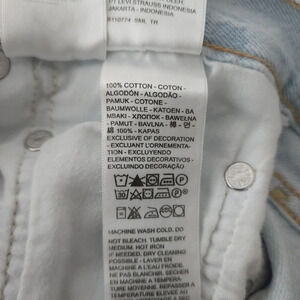 PT LEVI STRAUSS INDONESIA
JAKARTA - INDONESIA
100% COTTON - COTON -
ALGODÓN - ALGODÃO -
PAMUK - COTONE -
BAUMWOLLE - KATOEN - BA
MBAKI - ХЛОПОК - BAWEŁNA
- PAMUT - BAVLNA - 棉 - 면 -
綿 100% - KAPAS
EXCLUSIVE OF DECORATION
- EXCLUANT L'ORNEMENTA-
TION - EXCLUYENDO
ELEMENTOS DECORATIVOS -
EXCLUINDO DECORAÇÃO
MACHINE WASH COLD. DO
NOT BLEACH. TUMBLE DRY
MEDIUM. HOT IRON
IF NEEDED. DRY CLEANING
POSSIBLE - LAVER EN
MACHINE À L'EAU FROIDE.
NE PAS BLANCHIR. SÉCHER
EN MACHINE À TEMPÉRA-
TURE MOYENNE. REPASSER À
TEMPÉRATURE ÉLEVÉE AU